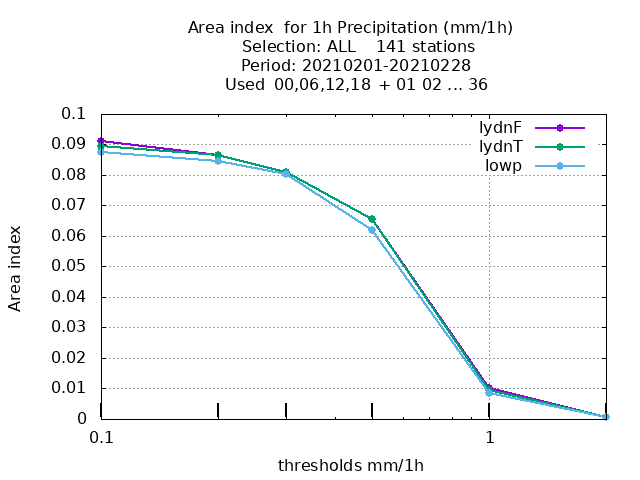 Area index  for 1h Precipitation (mm/1h)
Selection: ALL    141 stations
Period: 20210201-20210228
Used  00,06,12,18  + 01 02 ... 36
lydnF
lydnT
lowp
0.1
0.09
0.08
0.07
0.06
0.05
0.04
0.03
0.02
0.01
0
Area index
0.1
1
thresholds mm/1h